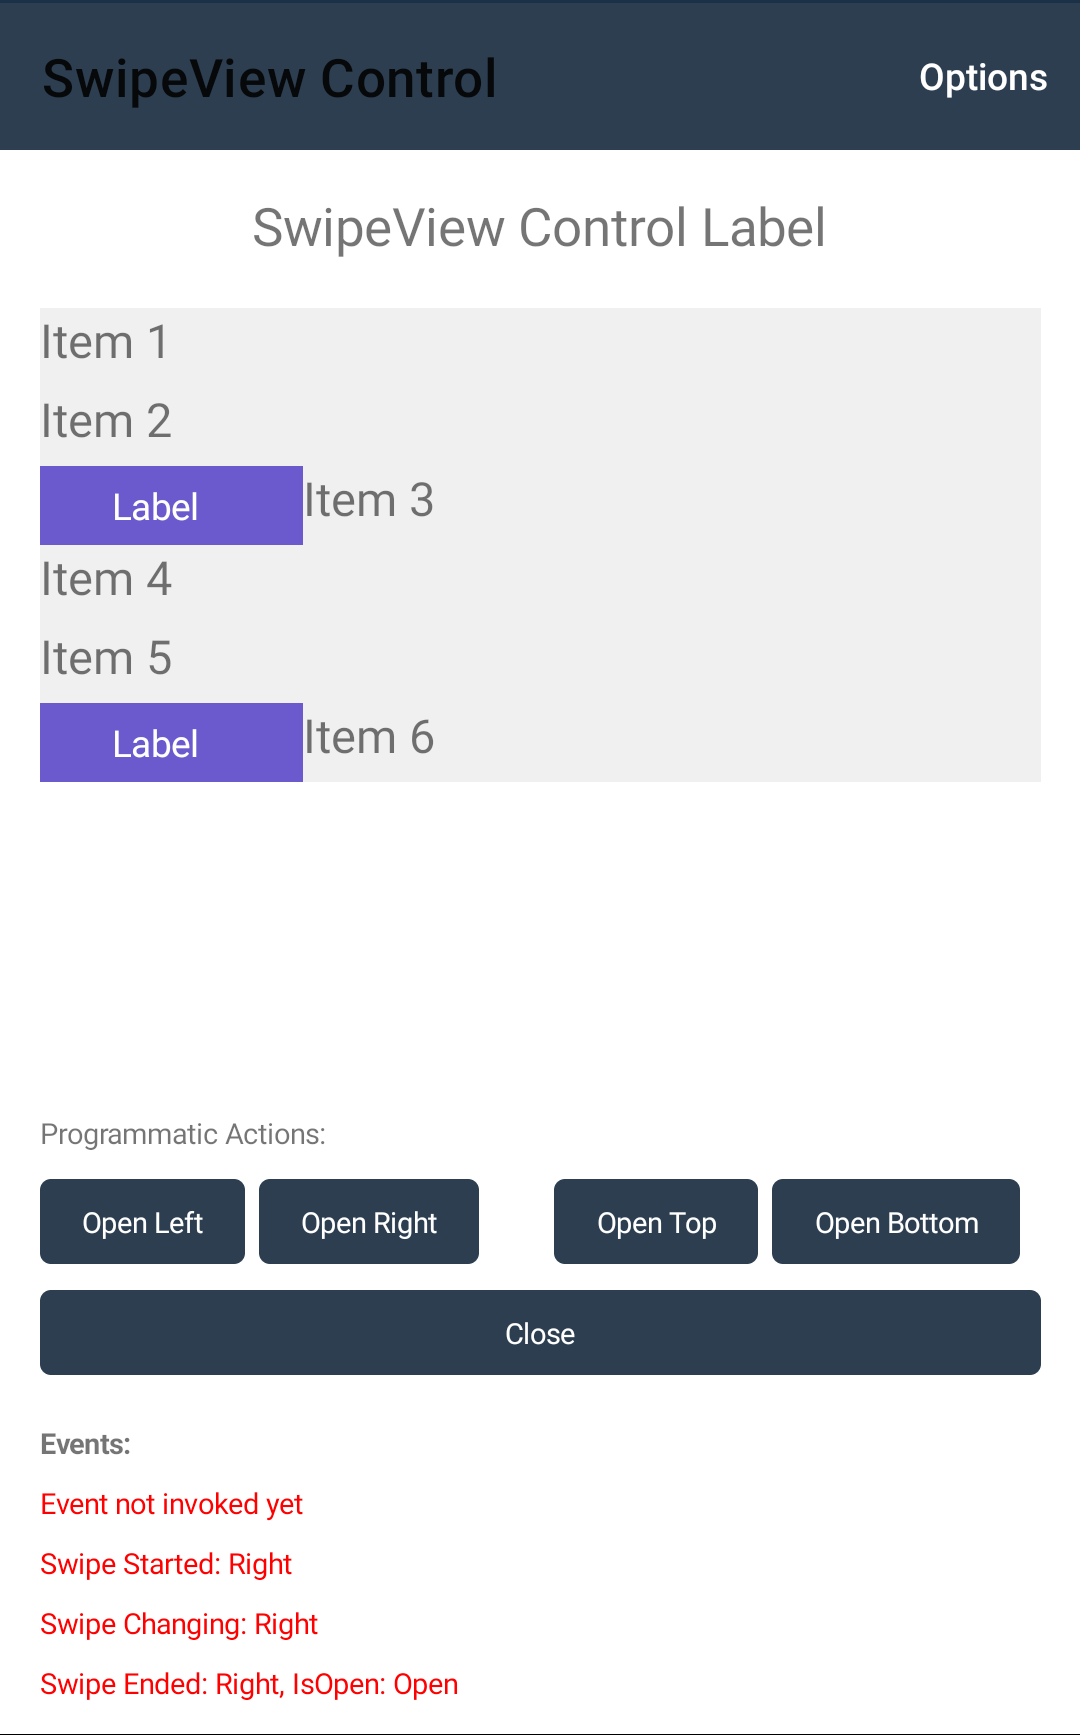 SwipeView Control Options
SwipeView Control Label
Item 1
Item 2
Label Item 3
Item 4
Item 5
Label Item 6
Programmatic Actions:
Open Left Open Right Open Top Open Bottom
Close
Events:
Event not invoked yet
Swipe Started: Right
Swipe Changing: Right
Swipe Ended: Right, IsOpen: Open